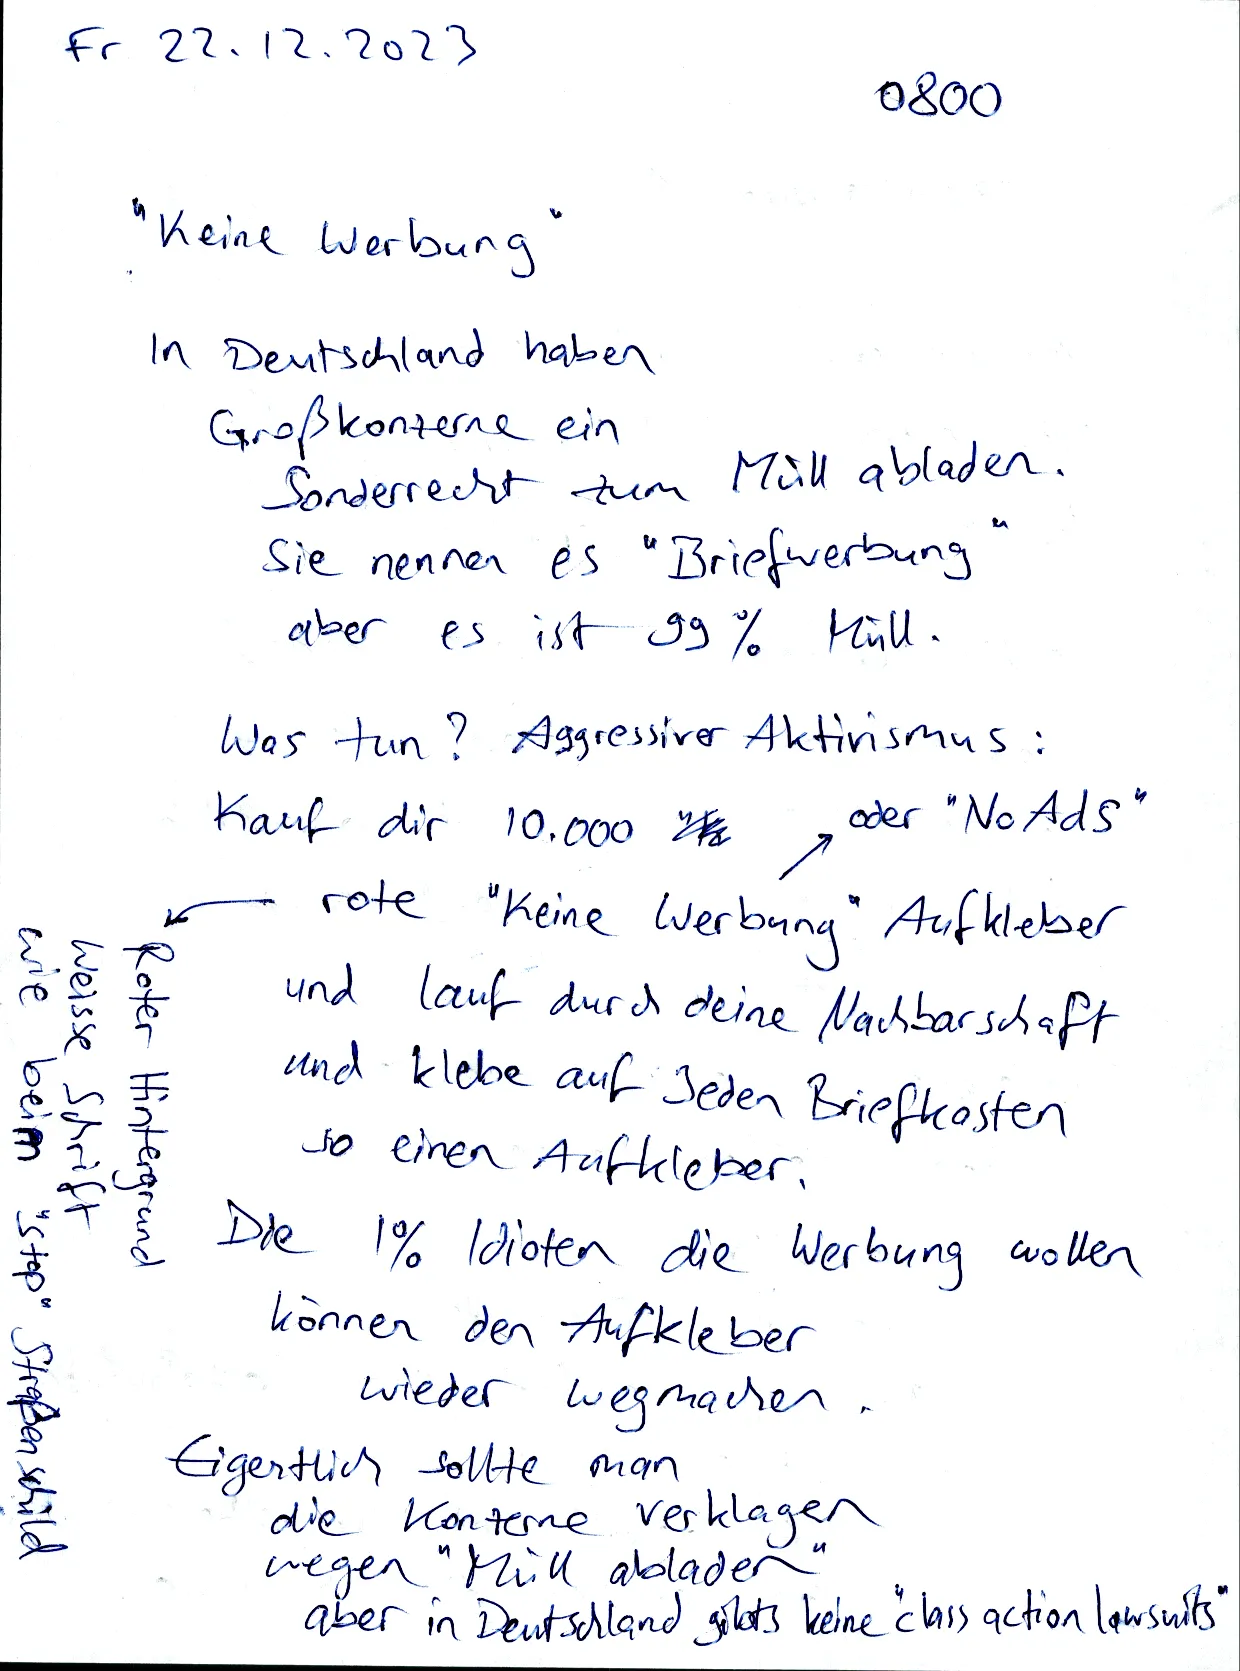 Fr 22.12.2023
0800
"Keine Werbung"
In Deutschland haben
Großkonzerne ein
Sonderrecht zum Müll abladen.
Sie nennen es "Briefwerbung"
aber es ist 99% Müll.
Was tun? Aggressiver Aktivismus:
Kauf dir 10.000
oder "No Ads"
rote "Keine Werbung" Aufkleber
und lauf durch deine Nachbarschaft
und klebe auf Jeden Briefkasten
so einen Aufkleber.
Die 1% Idioten die Werbung wollen
können den Aufkleber
wieder wegmachen.
Eigentlich sollte man
die Konzerne verklagen
wegen "Müll abladen"
aber in Deutschland gibts keine "class action lawsuits"
Roter Hintergrund
weisse Schrift
wie beim "Stop" Straßenschild